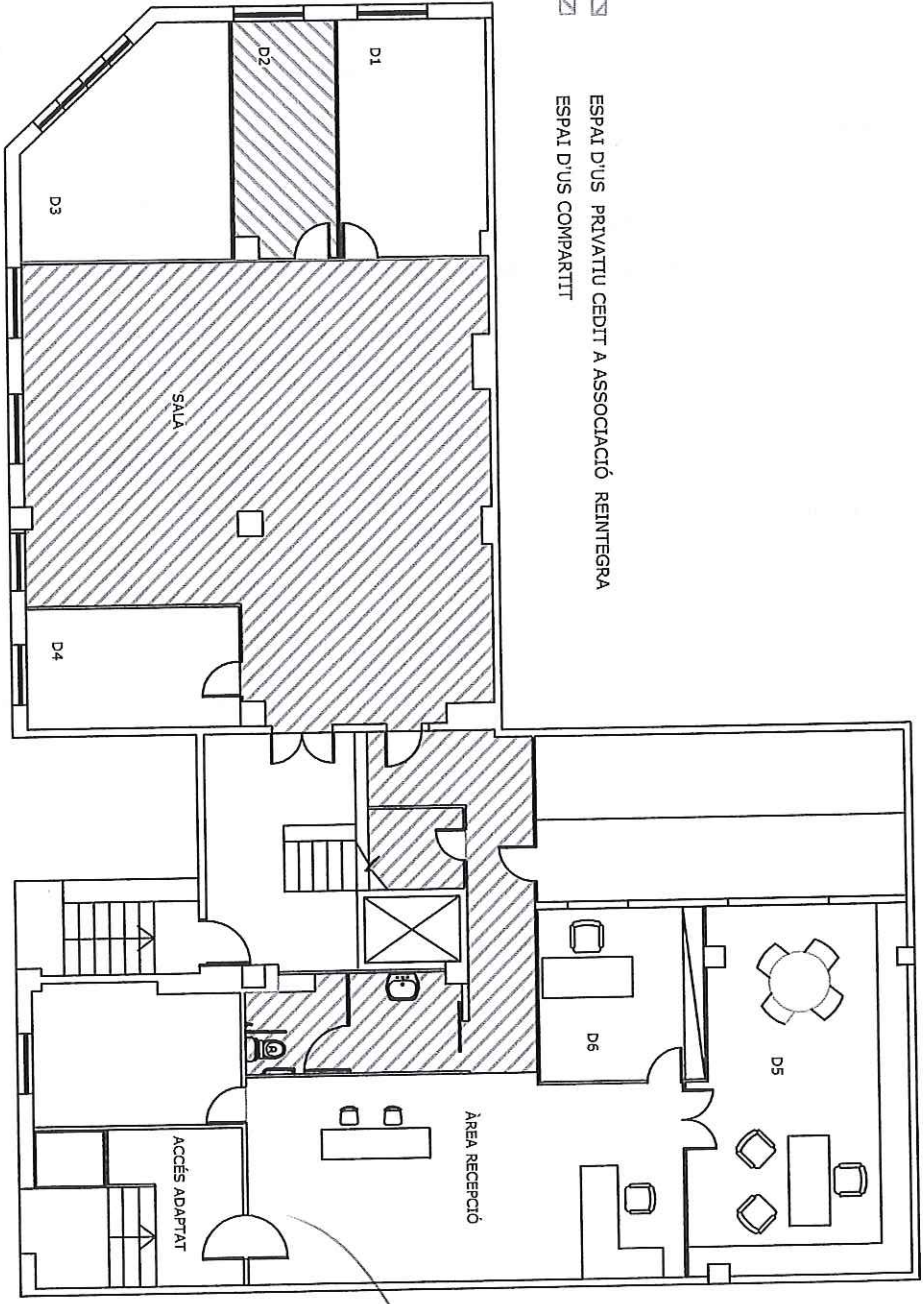 ESPAI D'US PRIVATIU CEDIT A ASSOCIACIÓ REINTEGRA
ESPAI D'US COMPARTIT
D1
D2
D3
SALA
D4
D5
D6
ÀREA RECEPCIÓ
ACCÉS ADAPTAT